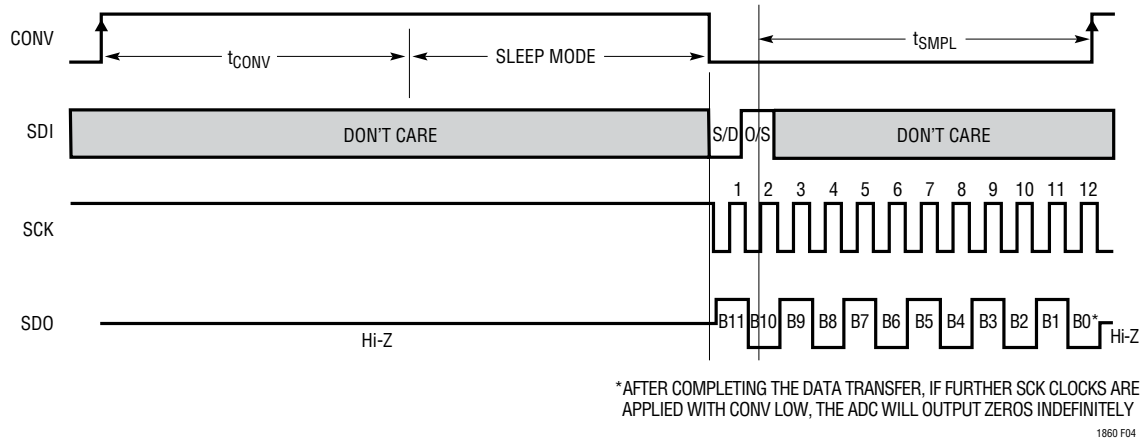 CONV
tCONV
SLEEP MODE
tSMPL
SDI
DON'T CARE
S/D
O/S
DON'T CARE
1 2 3 4 5 6 7 8 9 10 11 12
SCK
SDO
Hi-Z
B11 B10 B9 B8 B7 B6 B5 B4 B3 B2 B1 B0*
Hi-Z
*AFTER COMPLETING THE DATA TRANSFER, IF FURTHER SCK CLOCKS ARE
APPLIED WITH CONV LOW, THE ADC WILL OUTPUT ZEROS INDEFINITELY
1860 F04